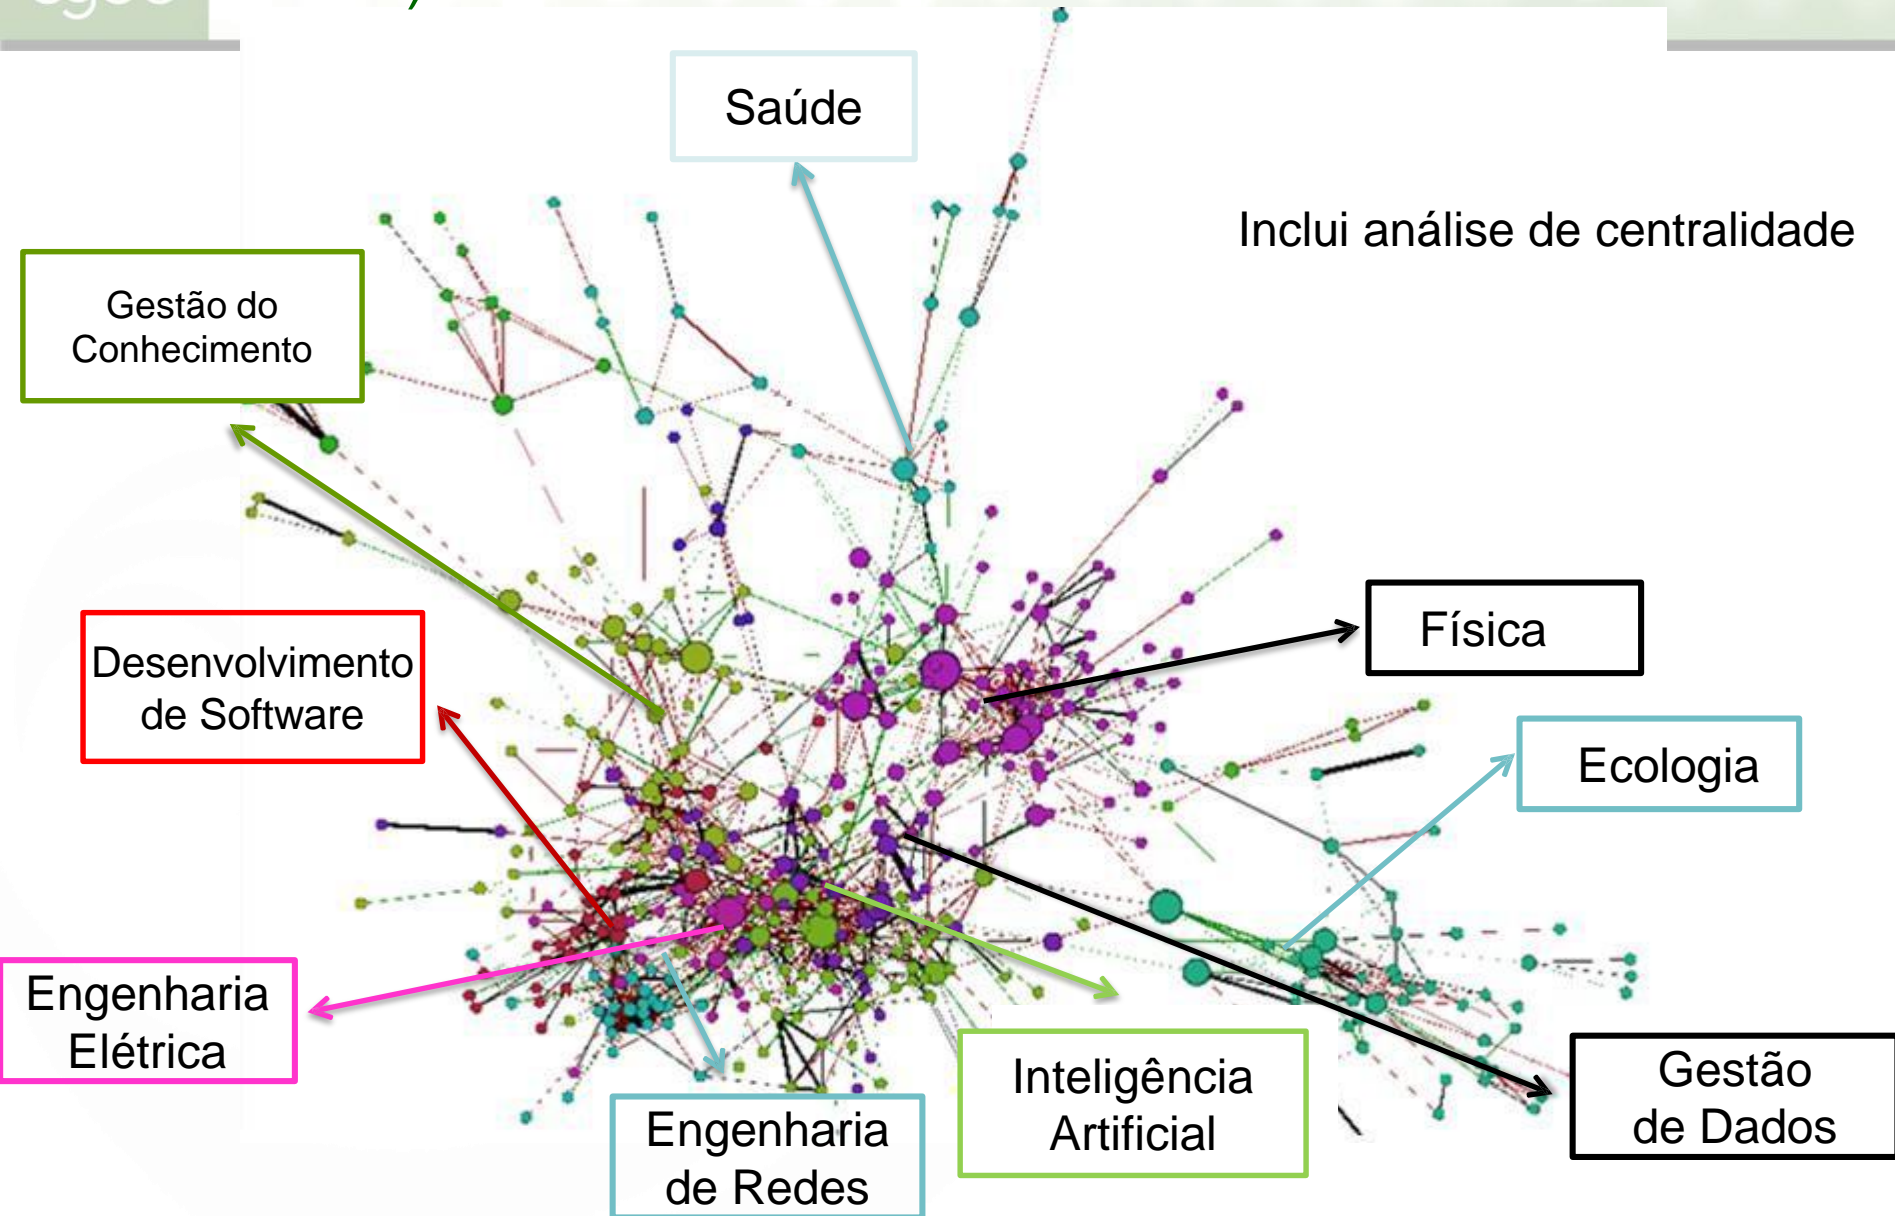 Saúde
Inclui análise de centralidade
Gestão do
Conhecimento
Física
Desenvolvimento
de Software
Ecologia
Engenharia
Elétrica
Inteligência
Artificial
Gestão
de Dados
Engenharia
de Redes